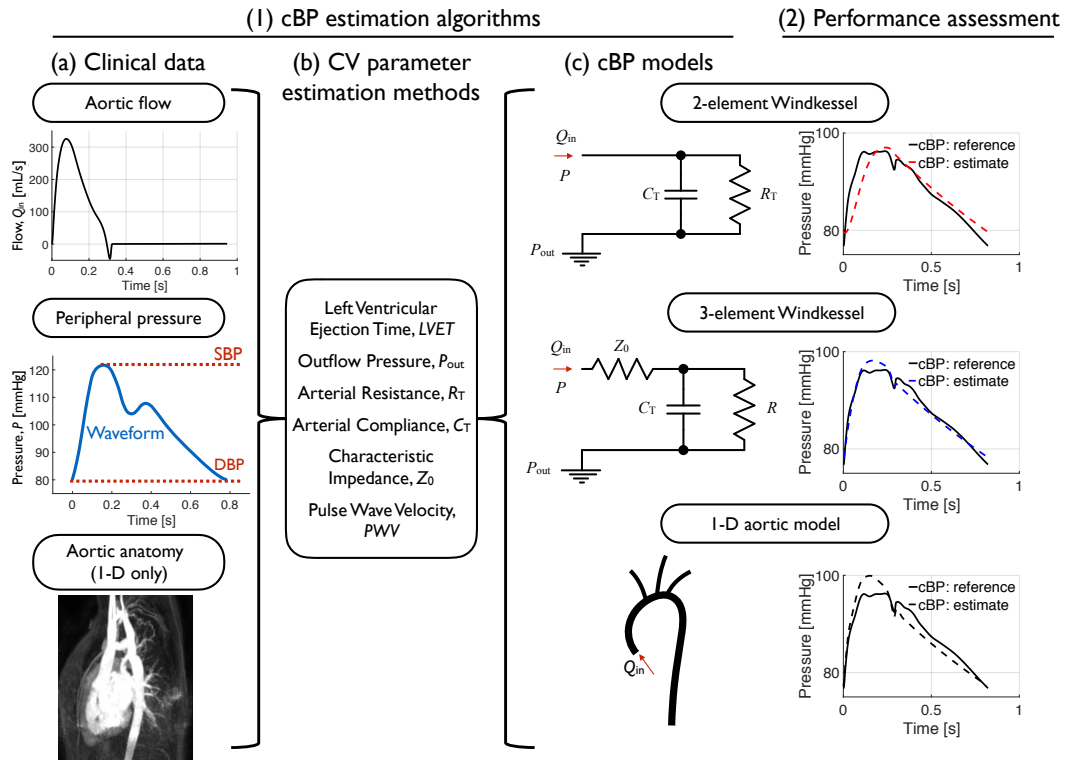 (1) cBP estimation algorithms
(2) Performance assessment
(a) Clinical data
(b) CV parameter
estimation methods
(c) cBP models
Aortic flow
Flow, Qin [mL/s]
300
200
100
0
0 0.2 0.4 0.6 0.8 1
Time [s]
Peripheral pressure
SBP
Waveform
DBP
Pressure, P [mmHg]
120
110
100
90
80
0 0.2 0.4 0.6 0.8
Time [s]
Aortic anatomy
(1-D only)
Left Ventricular
Ejection Time, LVET
Outflow Pressure, Pout
Arterial Resistance, RT
Arterial Compliance, CT
Characteristic
Impedance, Z0
Pulse Wave Velocity,
PWV
2-element Windkessel
Qin
P
CT
RT
Pout
Pressure [mmHg]
100
80
cBP: reference
cBP: estimate
0 0.5 1
Time [s]
3-element Windkessel
Qin
Z0
P
CT
R
Pout
Pressure [mmHg]
100
80
cBP: reference
cBP: estimate
0 0.5 1
Time [s]
1-D aortic model
Qin
Pressure [mmHg]
100
80
cBP: reference
cBP: estimate
0 0.5 1
Time [s]